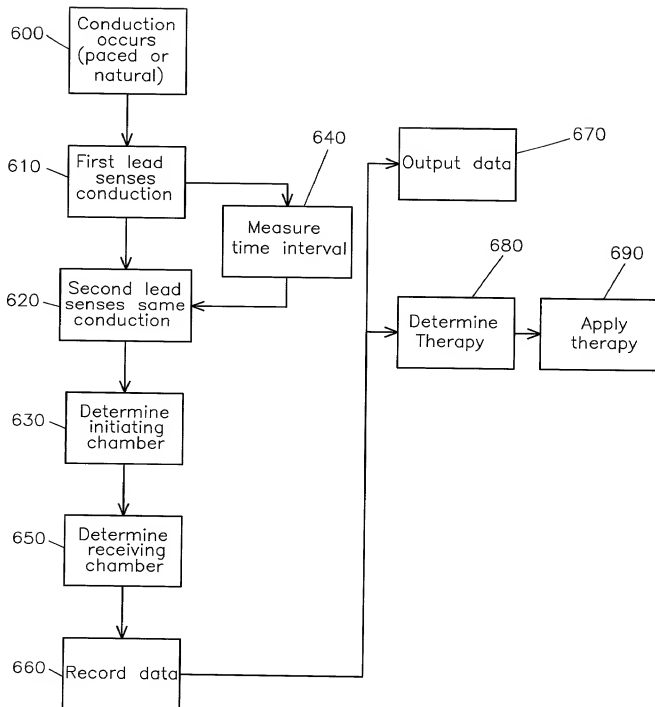 600
Conduction
occurs
(paced or
natural)
610
First lead
senses
conduction
640
Measure
time interval
620
Second lead
senses same
conduction
630
Determine
initiating
chamber
650
Determine
receiving
chamber
660
Record data
670
Output data
680
Determine
Therapy
690
Apply
therapy